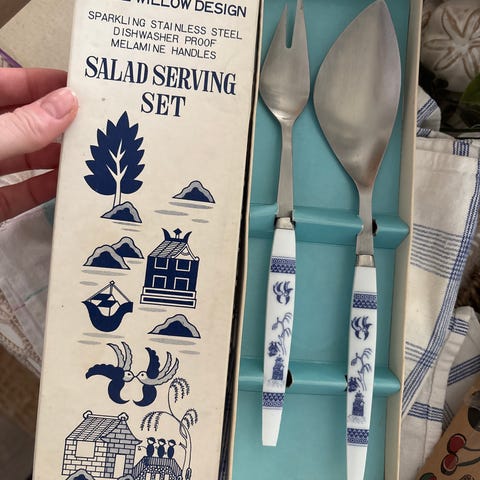 WILLOW DESIGN
SPARKLING STAINLESS STEEL
DISHWASHER PROOF
MELAMINE HANDLES
SALAD SERVING
SET